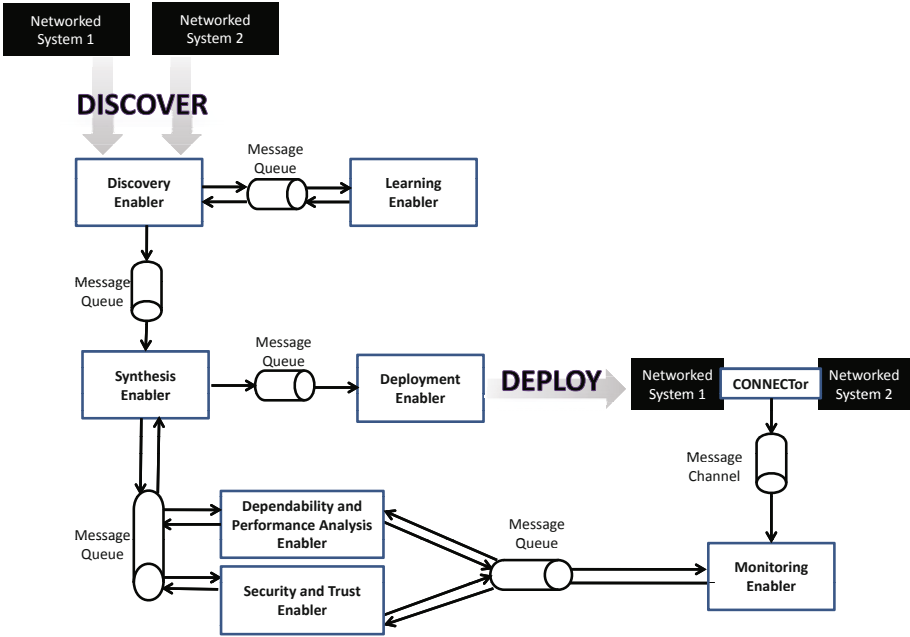 Networked
System 1
Networked
System 2
DISCOVER
Message
Queue
Discovery
Enabler
Learning
Enabler
Message
Queue
Message
Queue
Synthesis
Enabler
Deployment
Enabler
DEPLOY
Networked
System 1
CONNECTor
Networked
System 2
Message
Channel
Message
Queue
Dependability and
Performance Analysis
Enabler
Message
Queue
Security and Trust
Enabler
Monitoring
Enabler